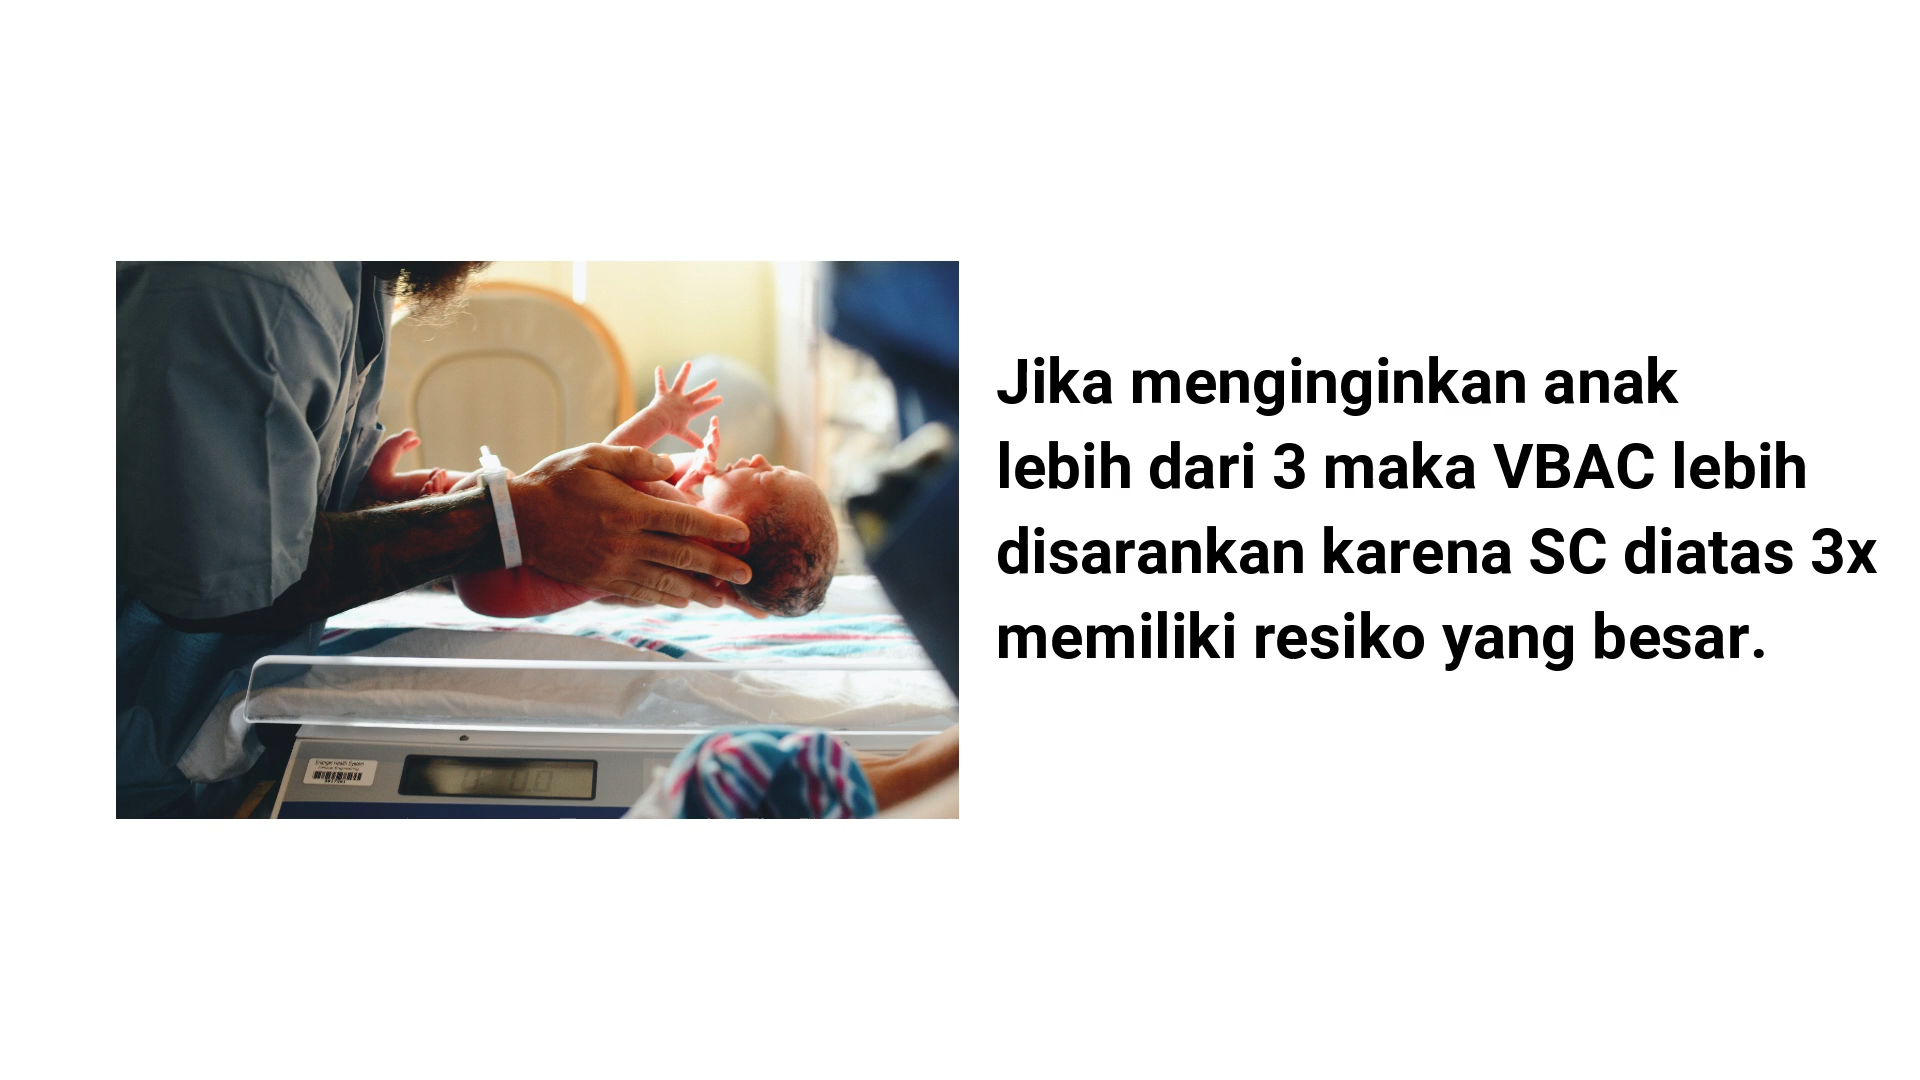 Jika menginginkan anak
lebih dari 3 maka VBAC lebih
disarankan karena SC diatas 3x
memiliki resiko yang besar.